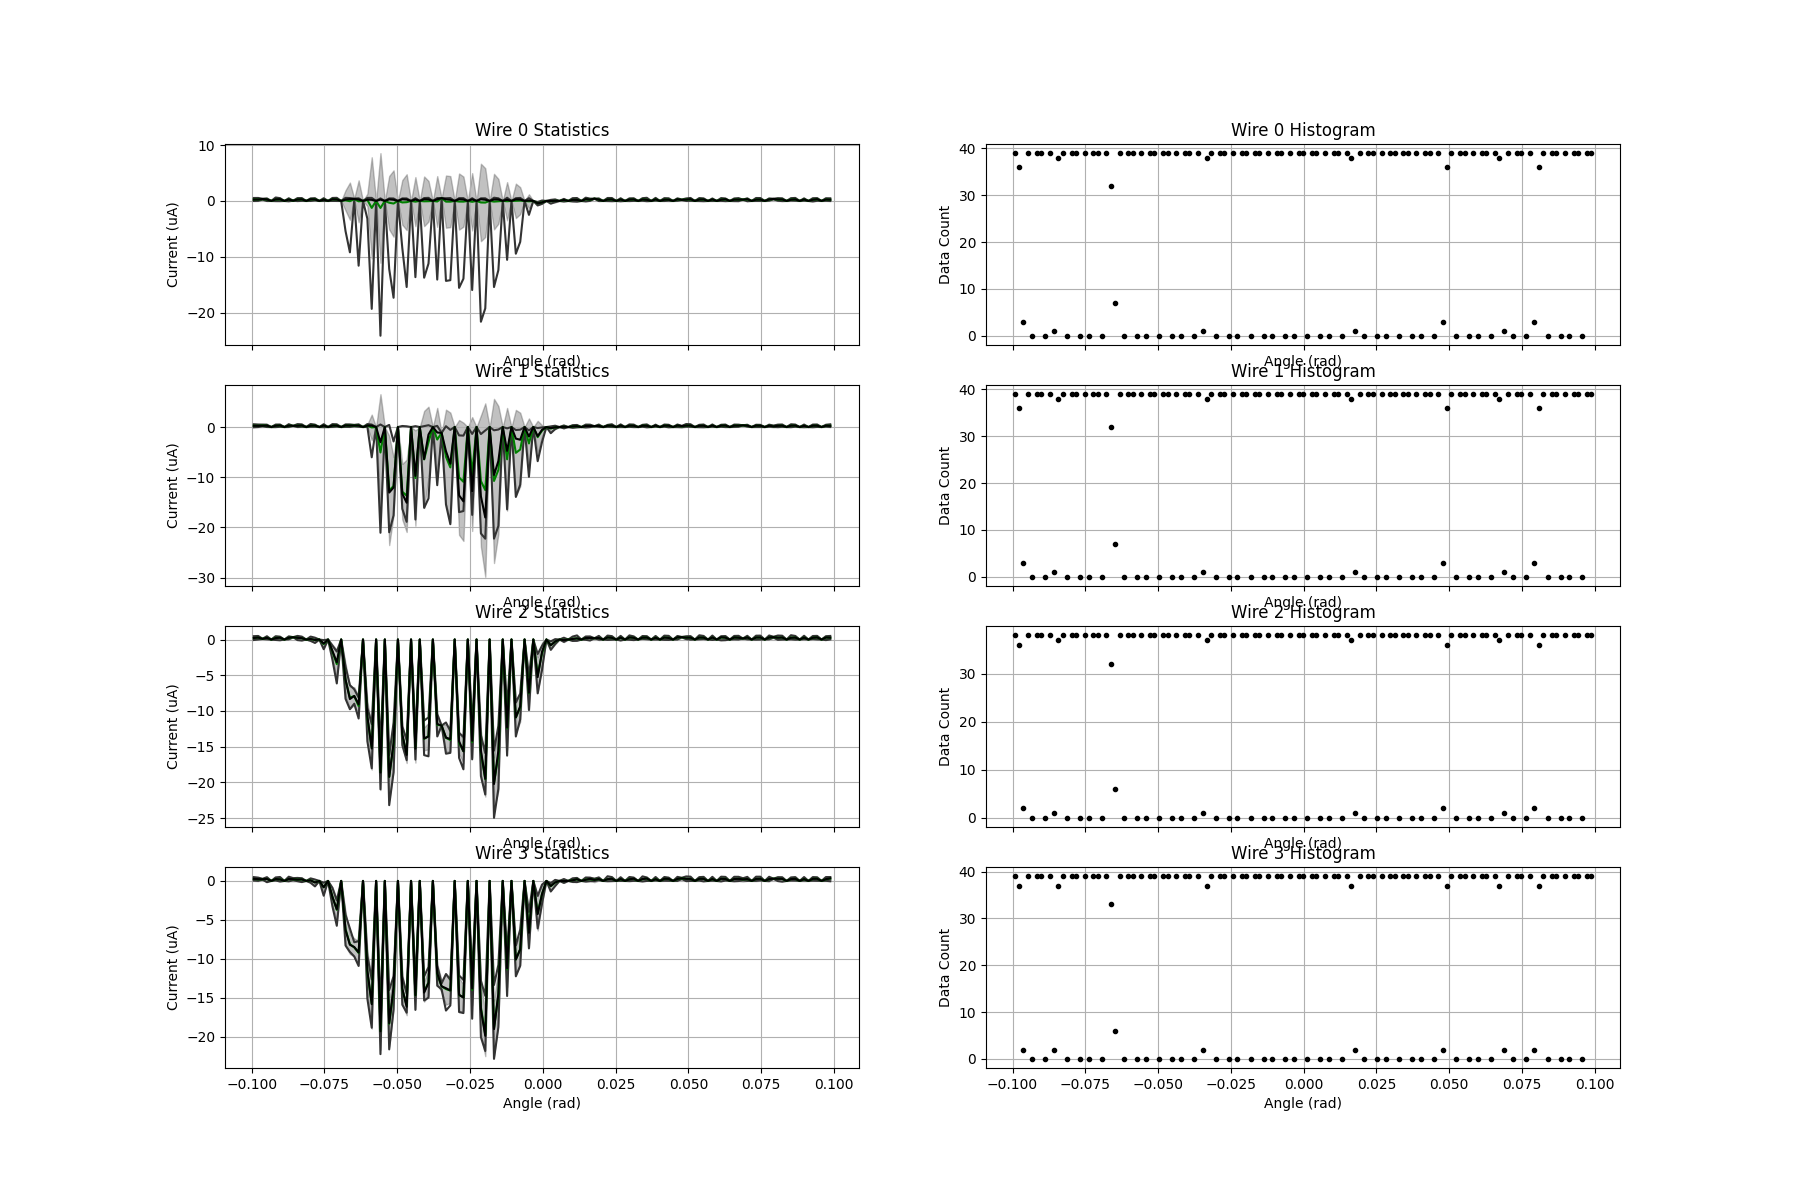 Wire 0 Statistics
10
0
−10
−20
Current (uA)
Angle (rad)
Wire 0 Histogram
40
30
20
10
0
Data Count
Angle (rad)
Wire 1 Statistics
0
−10
−20
−30
Current (uA)
Angle (rad)
Wire 1 Histogram
40
30
20
10
0
Data Count
Angle (rad)
Wire 2 Statistics
0
−5
−10
−15
−20
−25
Current (uA)
Angle (rad)
Wire 2 Histogram
30
20
10
0
Data Count
Angle (rad)
Wire 3 Statistics
0
−5
−10
−15
−20
Current (uA)
−0.100 −0.075 −0.050 −0.025 0.000 0.025 0.050 0.075 0.100
Angle (rad)
Wire 3 Histogram
40
30
20
10
0
Data Count
−0.100 −0.075 −0.050 −0.025 0.000 0.025 0.050 0.075 0.100
Angle (rad)